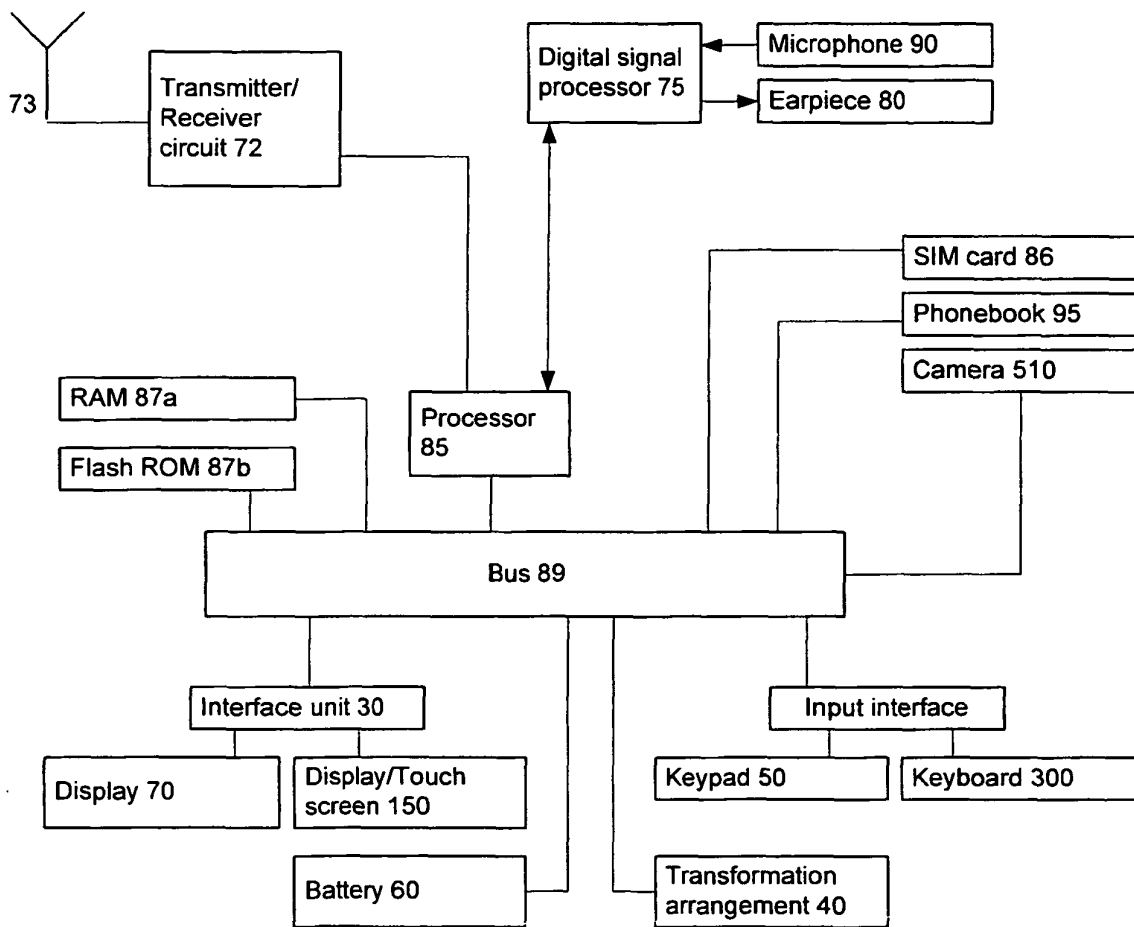 73
Transmitter/
Receiver
circuit 72
Digital signal
processor 75
Microphone 90
Earpiece 80
SIM card 86
Phonebook 95
Camera 510
RAM 87a
Flash ROM 87b
Processor
85
Bus 89
Interface unit 30
Input interface
Display 70
Display/Touch
screen 150
Keypad 50
Keyboard 300
Battery 60
Transformation
arrangement 40